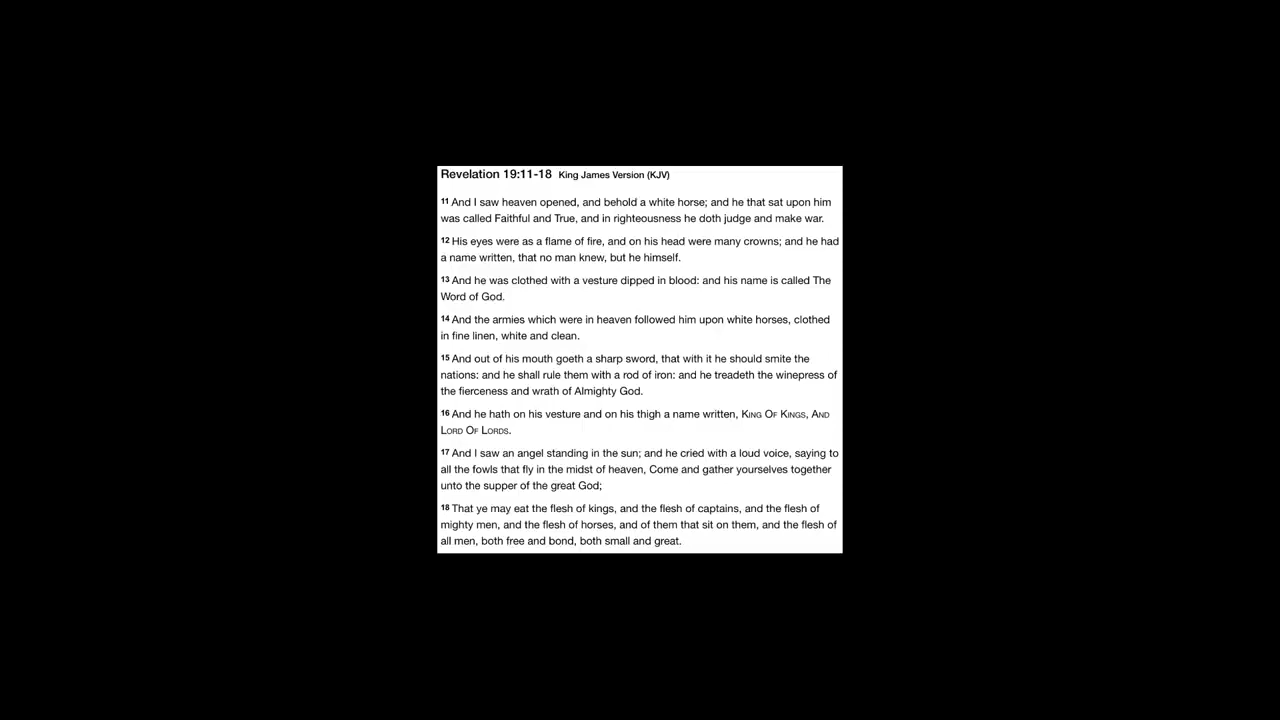 Revelation 19:11-18 King James Version (KJV)
11 And I saw heaven opened, and behold a white horse; and he that sat upon him
was called Faithful and True, and in righteousness he doth judge and make war.
12 His eyes were as a flame of fire, and on his head were many crowns; and he had
a name written, that no man knew, but he himself.
13 And he was clothed with a vesture dipped in blood: and his name is called The
Word of God.
14 And the armies which were in heaven followed him upon white horses, clothed
in fine linen, white and clean.
15 And out of his mouth goeth a sharp sword, that with it he should smite the
nations: and he shall rule them with a rod of iron: and he treadeth the winepress of
the fierceness and wrath of Almighty God.
16 And he hath on his vesture and on his thigh a name written, King Of Kings, And
Lord Of Lords.
17 And I saw an angel standing in the sun; and he cried with a loud voice, saying to
all the fowls that fly in the midst of heaven, Come and gather yourselves together
unto the supper of the great God;
18 That ye may eat the flesh of kings, and the flesh of captains, and the flesh of
mighty men, and the flesh of horses, and of them that sit on them, and the flesh of
all men, both free and bond, both small and great.